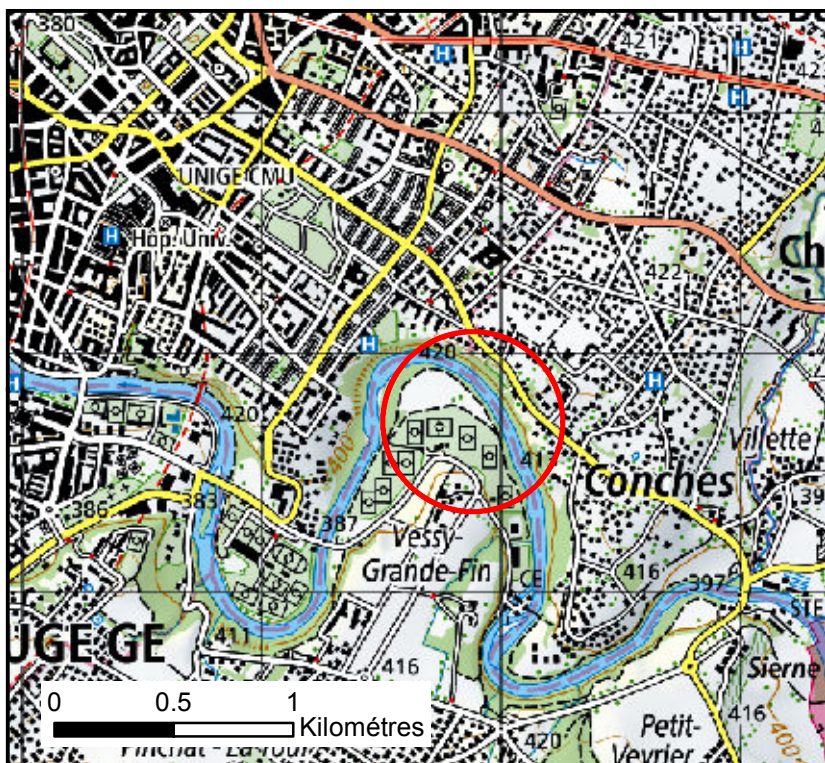 380
421
H
H
H
422
UNIGE CMU
H
Hôp. Univ.
Ch
422
420
H
H
H
420
400
41
Villette
Conches
383
386
387
Vessy-
Grande-Fin
416
397
CE
STE
411
UGE GE
416
Sierne
416
Petit-
Veyrier
400
420
0 0.5 1
Kilométres